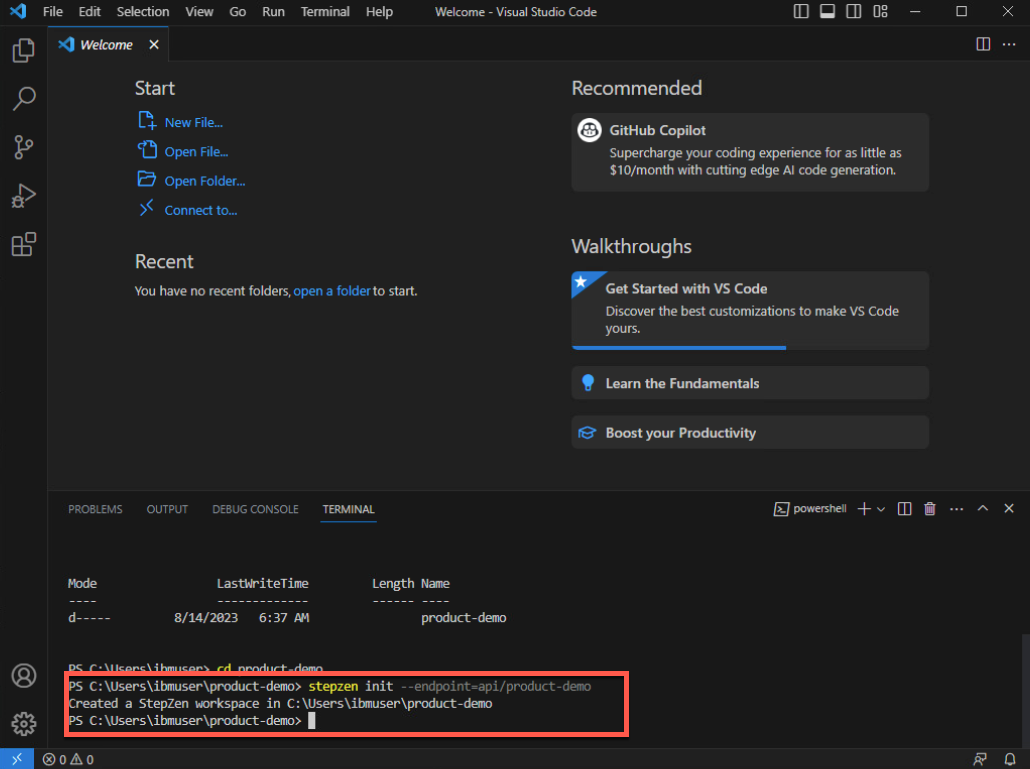 File Edit Selection View Go Run Terminal Help Welcome - Visual Studio Code
Welcome
Start
New File...
Open File...
Open Folder...
Connect to...
Recent
You have no recent folders, open a folder to start.
Recommended
GitHub Copilot
Supercharge your coding experience for as little as
$10/month with cutting edge AI code generation.
Walkthroughs
Get Started with VS Code
Discover the best customizations to make VS Code
yours.
Learn the Fundamentals
Boost your Productivity
PROBLEMS OUTPUT DEBUG CONSOLE TERMINAL powershell
Mode LastWriteTime Length Name
---- ------------- ------ ----
d----- 8/14/2023 6:37 AM product-demo
PS C:\Users\ibmuser> cd product-demo
PS C:\Users\ibmuser\product-demo> stepzen init --endpoint=api/product-demo
Created a StepZen workspace in C:\Users\ibmuser\product-demo
PS C:\Users\ibmuser\product-demo>
0 0